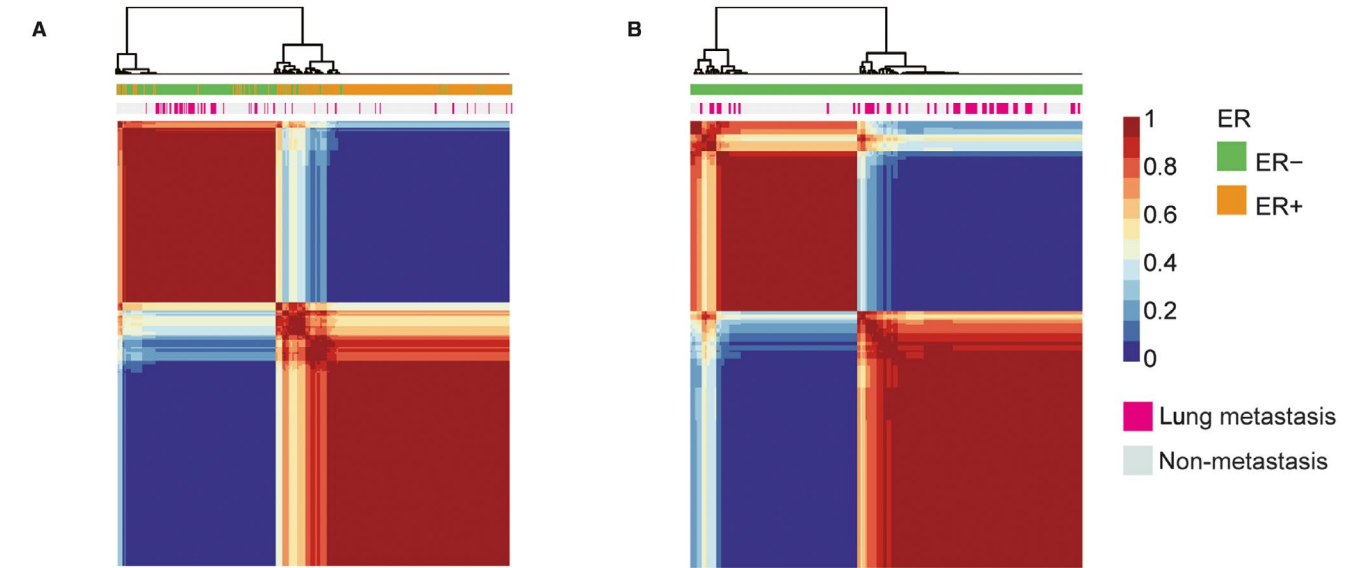 A
B
1
0.8
0.6
0.4
0.2
0
ER
ER−
ER+
Lung metastasis
Non-metastasis